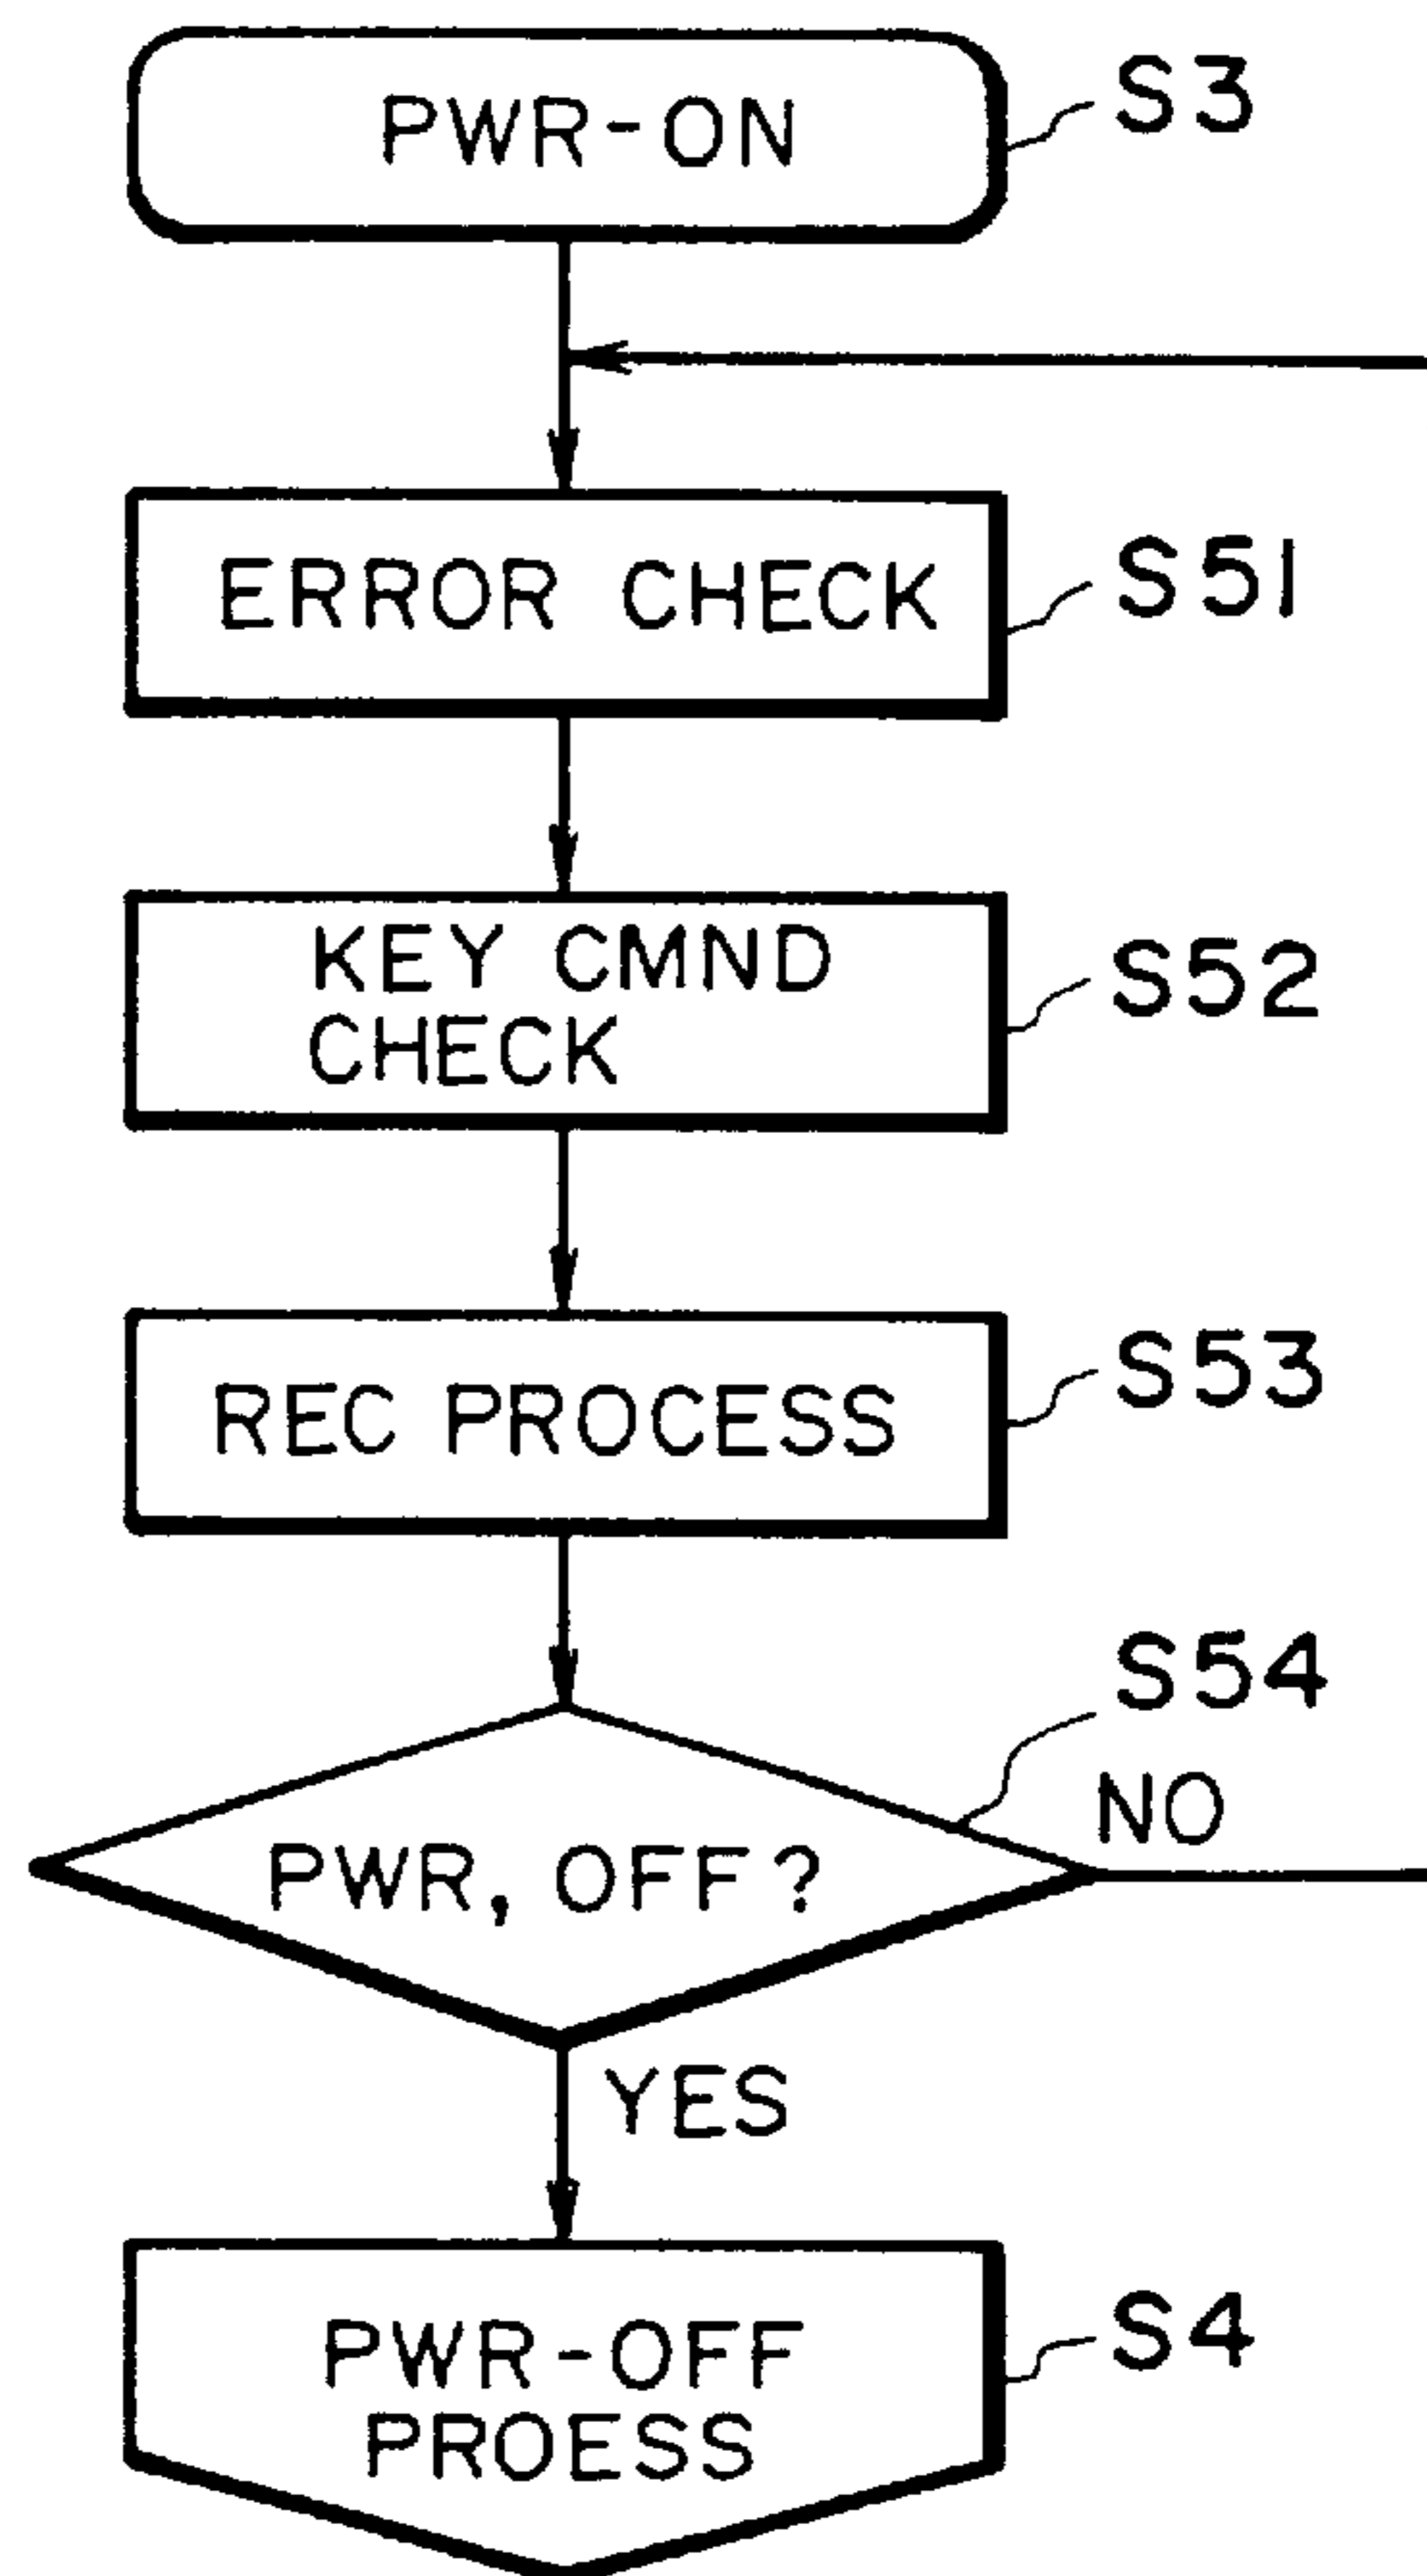 PWR-ON
S3
ERROR CHECK
S51
KEY CMND
CHECK
S52
REC PROCESS
S53
S54
NO
PWR, OFF?
YES
PWR-OFF
PROESS
S4